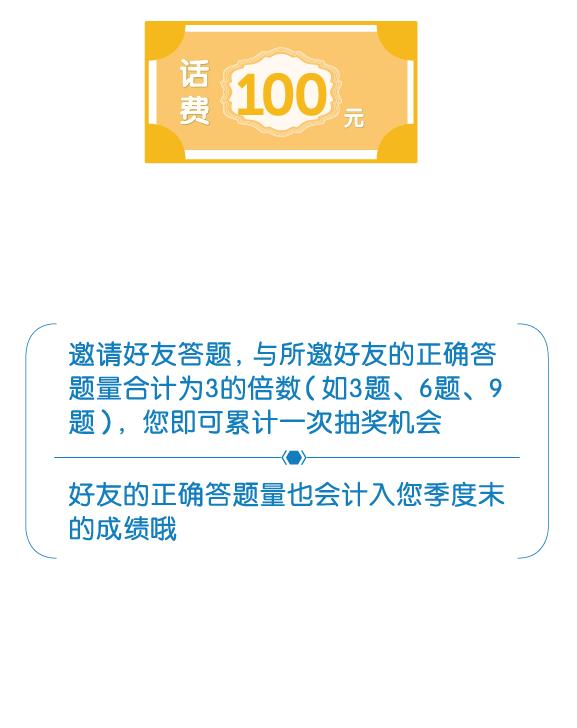 话费 100 元
邀请好友答题，与所邀好友的正确答
题量合计为3的倍数（如3题、6题、9
题），您即可累计一次抽奖机会
好友的正确答题量也会计入您季度末
的成绩哦